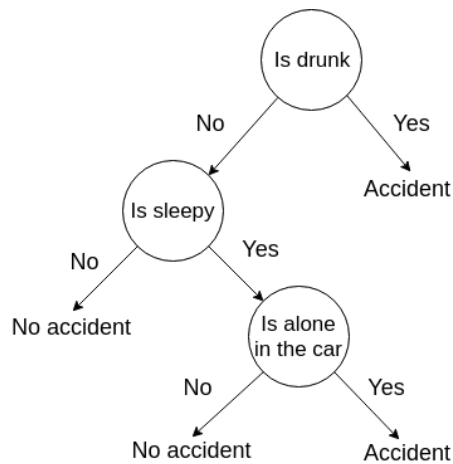 Is drunk
No
Yes
Accident
Is sleepy
No
Yes
No accident
Is alone
in the car
No
Yes
No accident
Accident